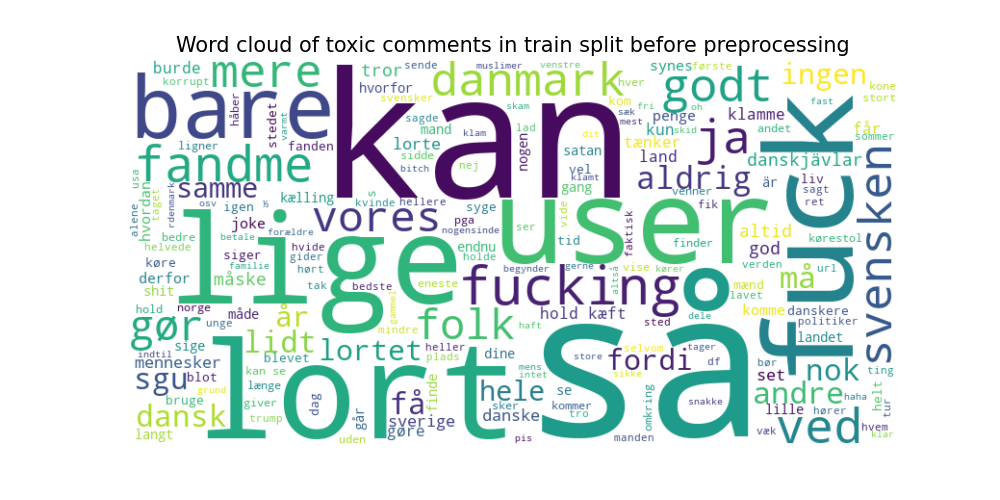 Word cloud of toxic comments in train split before preprocessing
burde
mere
tror
sende
muslimer
venstre
synes
første
ingen
kone
korrupt
bare
håber
stedet
varmt
hvorfor
svensker
danmark
hver
godt
stort
kan
skam
kom
fri
oh
sæk
mest
penge
klamme
dit
fast
sagde
mand
klam
lad
kun
skid
ja
andet
får
sommer
ligner
fanden
lorte
nogen
tænker
fandme
sidde
nej
satan
vel
land
danskjävlar
usa
bitch
klamt
gang
aldrig
venner
är
liv
sagt
ret
fuck
hvordan
taget
samme
kælling
kvinde
hellere
syge
fik
alene
osv
igen
½
vs
rdenmark
joke
vores
pga
nogensinde
ser
vide
faktisk
altid
god
kørestol
bedre
helvede
betale
forældre
lige
user
endnu
holde
tid
finder
verden
svensken
siger
hvide
gider
familie
køre
måske
hørt
begynder
gerne
altså
vise
kører
mænd
må
url
derfor
tak
bedste
eneste
fucking
lavet
shit
hold
norge
måde
gammel
hold kæft
sted
dele
komme
danskere
politiker
gør
unge
år
mindre
folk
haft
så
landet
sige
lidt
lortet
heller
plads
fordi
selvom
tager
indtil
mennesker
blevet
store
df
bør
nok
ting
sgu
blot
kan se
dine
mens
intet
sikke
set
helt
grund
lort
længe
finde
hele
se
snakke
andre
bruge
giver
dag
få
sker
kommer
omkring
lille
hører
tur
dansk
trump
går
sverige
danske
tro
væk
ved
hvem
langt
uden
gøre
pis
manden
klar
haha